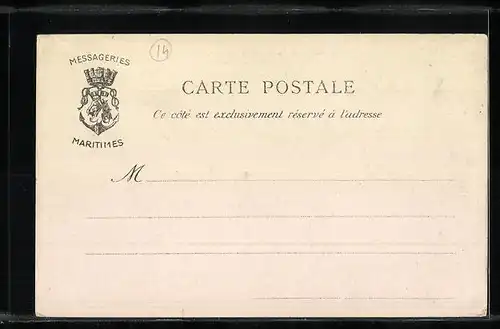 MESSAGERIES
MARITIMES
14
CARTE POSTALE
Ce côté est exclusivement réservé à l'adresse
M